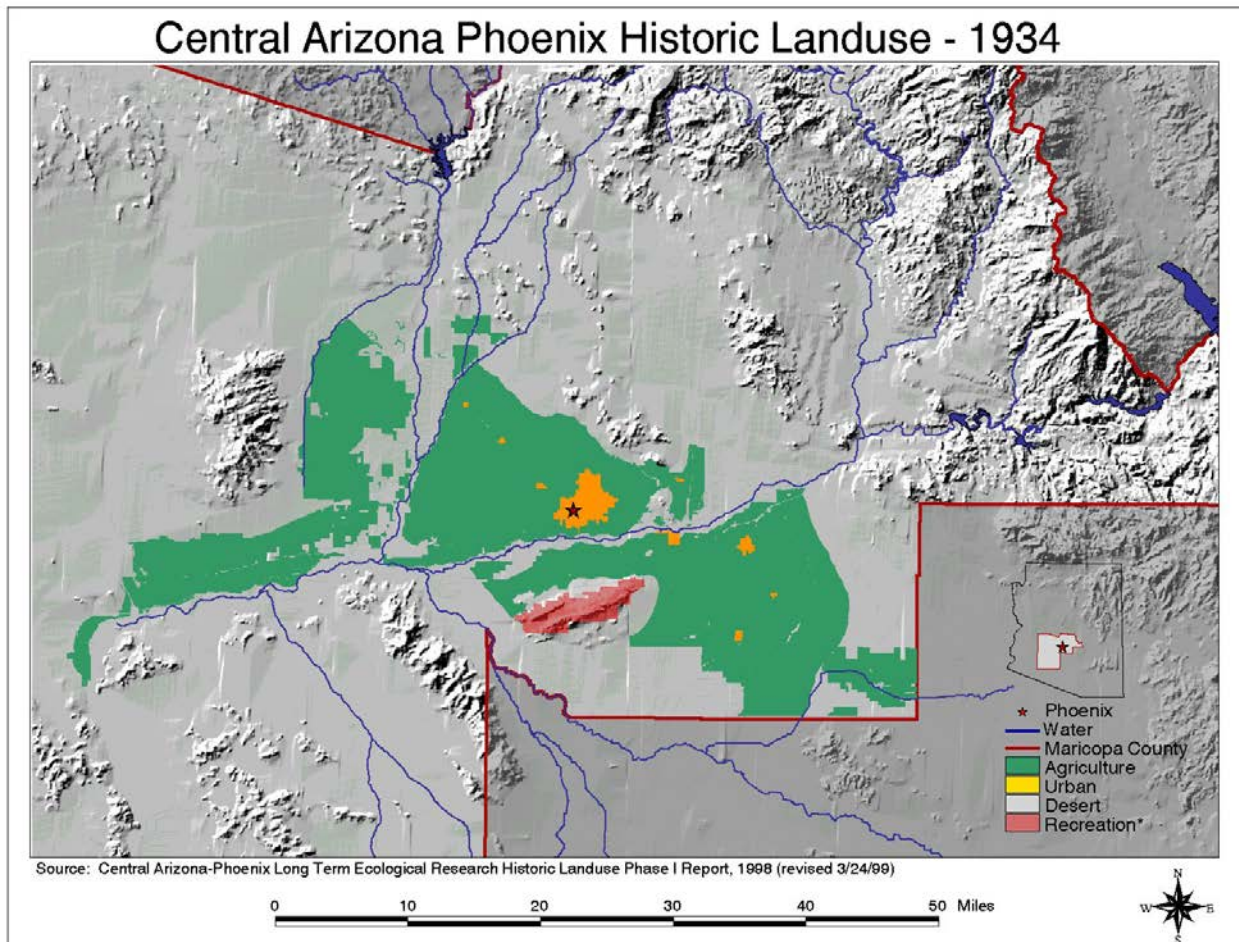 Central Arizona Phoenix Historic Landuse - 1934
Phoenix
Water
Maricopa County
Agriculture
Urban
Desert
Recreation*
Source: Central Arizona-Phoenix Long Term Ecological Research Historic Landuse Phase I Report, 1998 (revised 3/24/99)
0 10 20 30 40 50 Miles
N
W E
S